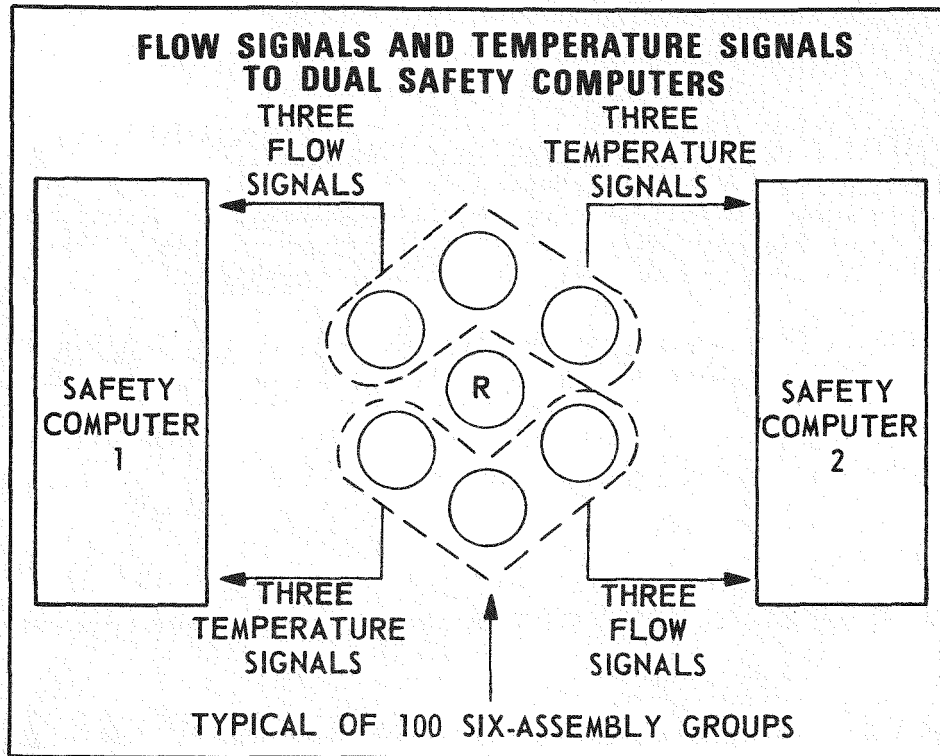 FLOW SIGNALS AND TEMPERATURE SIGNALS
TO DUAL SAFETY COMPUTERS
THREE
FLOW
SIGNALS
THREE
TEMPERATURE
SIGNALS
SAFETY
COMPUTER
1
R
SAFETY
COMPUTER
2
THREE
TEMPERATURE
SIGNALS
THREE
FLOW
SIGNALS
TYPICAL OF 100 SIX-ASSEMBLY GROUPS